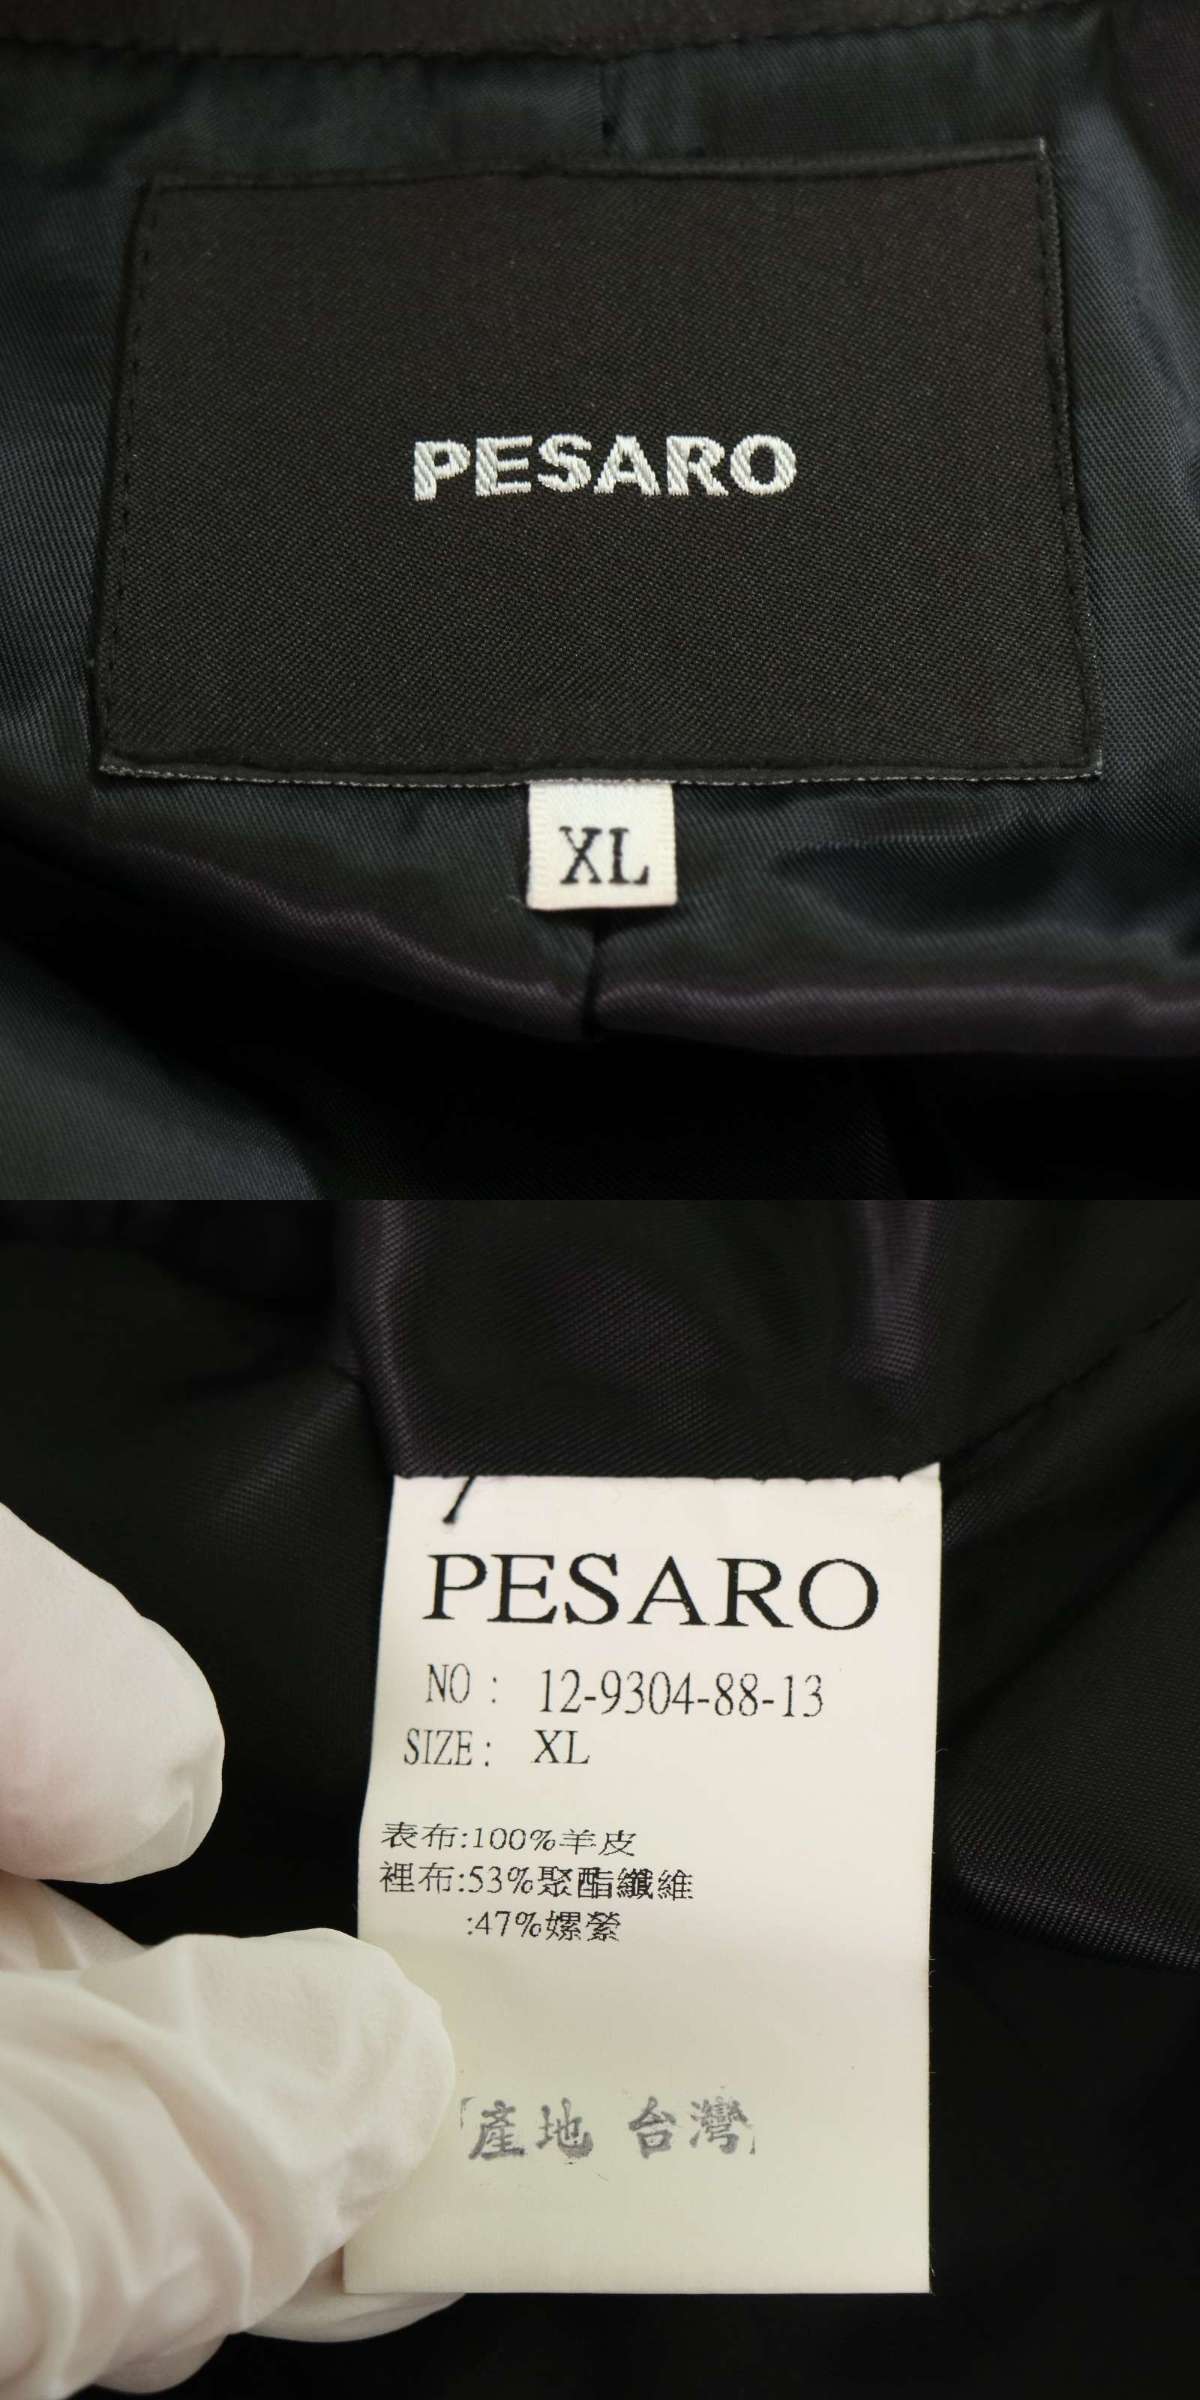 PESARO
XL
PESARO
NO : 12-9304-88-13
SIZE : XL
表布:100%羊皮
裡布:53%聚酯纖維
:47%嫘縈
產地 台灣